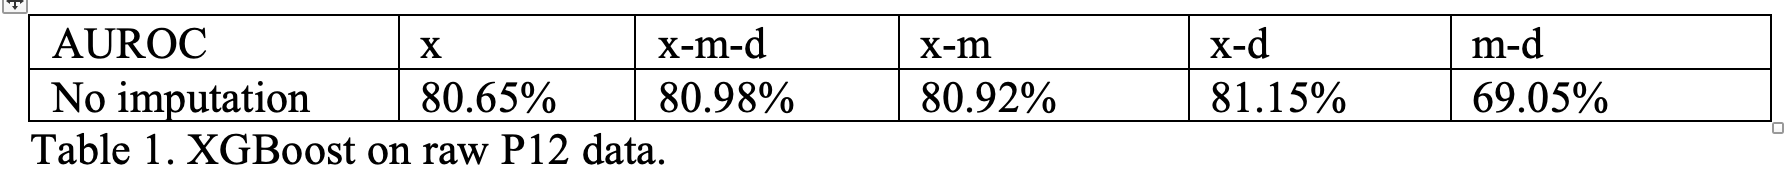 AUROC x x-m-d x-m x-d m-d
No imputation 80.65% 80.98% 80.92% 81.15% 69.05%
Table 1. XGBoost on raw P12 data.